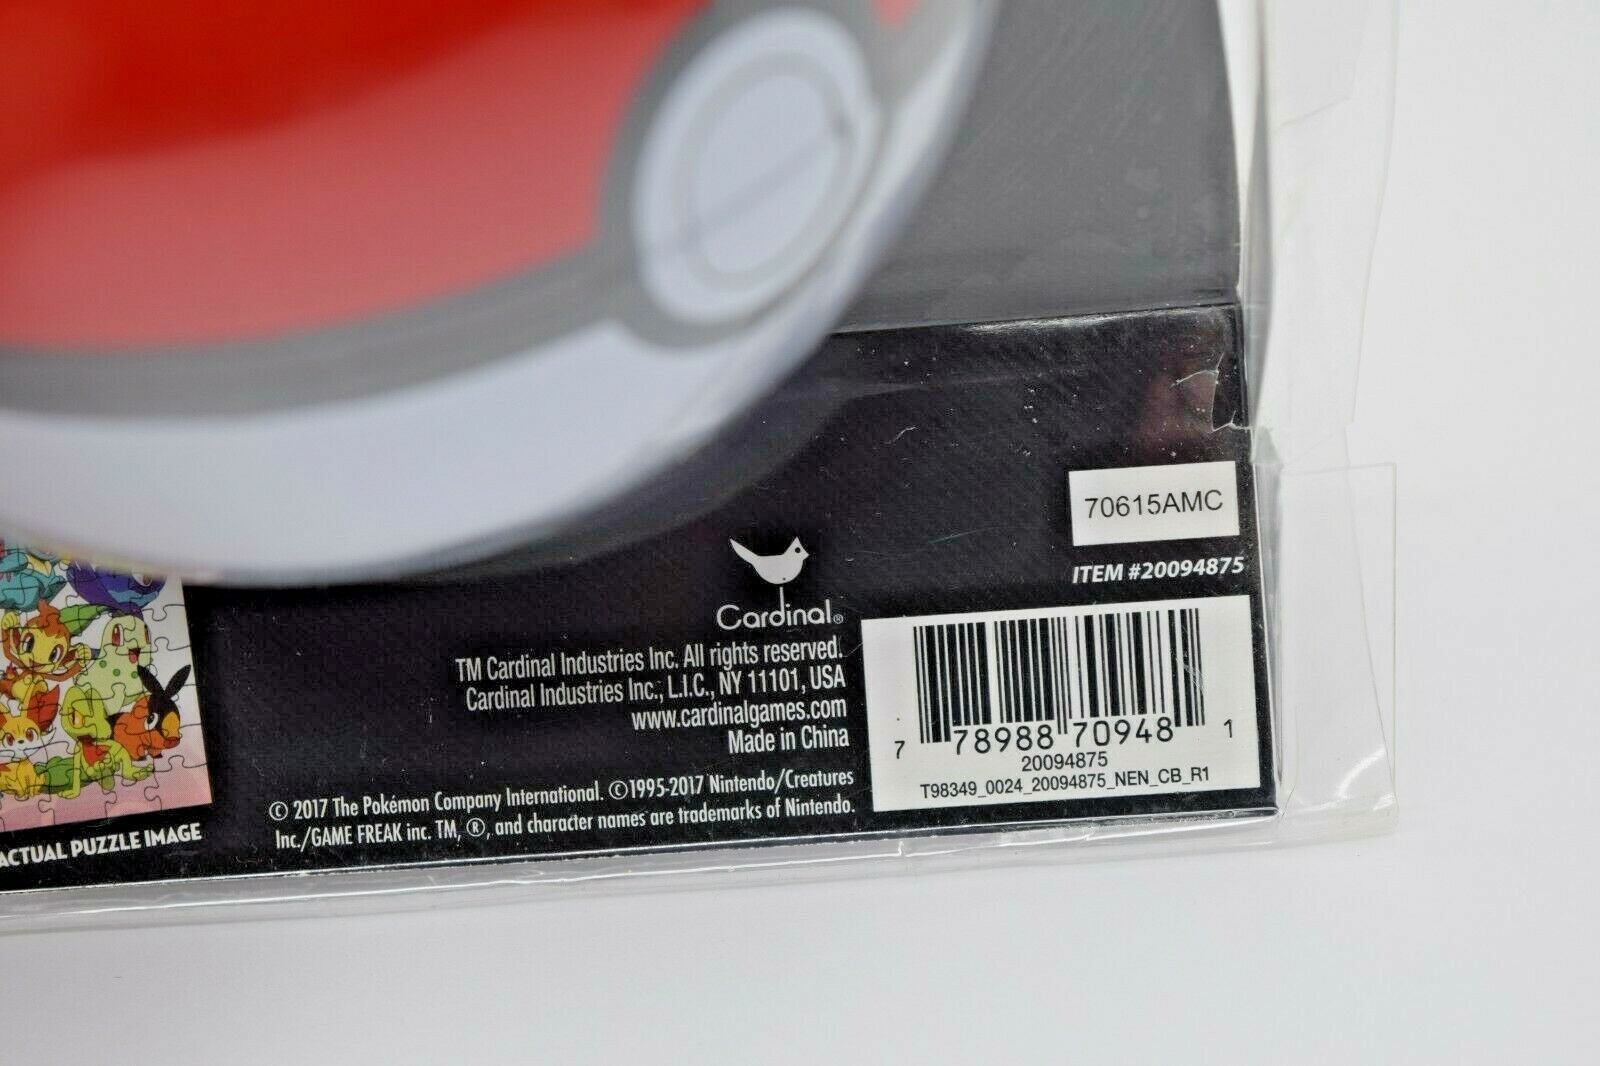 70615AMC
ITEM #20094875
Cardinal®
TM Cardinal Industries Inc. All rights reserved.
Cardinal Industries Inc., L.I.C., NY 11101, USA
www.cardinalgames.com
Made in China
7 78988 70948 1
20094875
T98349_0024_20094875_NEN_CB_R1
© 2017 The Pokémon Company International. ©1995-2017 Nintendo/Creatures
Inc./GAME FREAK inc. TM, ®, and character names are trademarks of Nintendo.
ACTUAL PUZZLE IMAGE